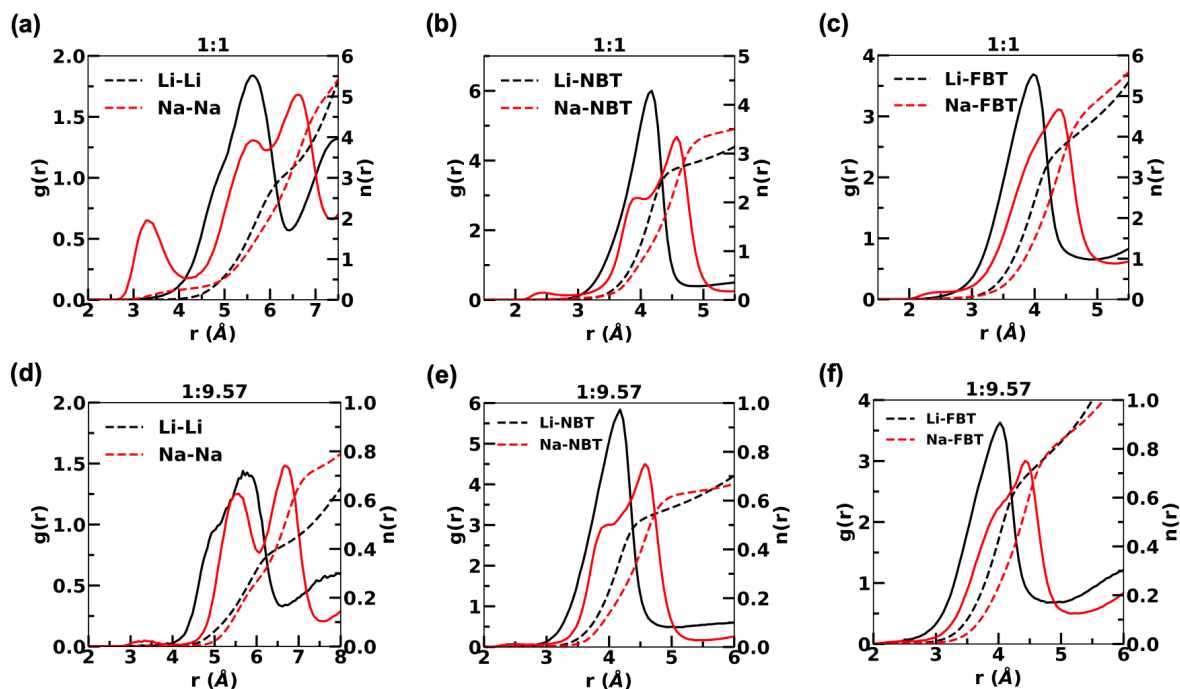 (a)
1:1
Li-Li
Na-Na
g(r)
n(r)
2.0
1.5
1.0
0.5
0.0
6
5
4
3
2
1
0
2 3 4 5 6 7
r (Å)
(b)
1:1
Li-NBT
Na-NBT
g(r)
n(r)
6
4
2
0
5
4
3
2
1
0
2 3 4 5
r (Å)
(c)
1:1
Li-FBT
Na-FBT
g(r)
n(r)
4
3
2
1
0
6
5
4
3
2
1
0
2 3 4 5
r (Å)
(d)
1:9.57
Li-Li
Na-Na
g(r)
n(r)
2.0
1.5
1.0
0.5
0.0
1.0
0.8
0.6
0.4
0.2
0.0
2 3 4 5 6 7 8
r (Å)
(e)
1:9.57
Li-NBT
Na-NBT
g(r)
n(r)
6
5
4
3
2
1
0
1.0
0.8
0.6
0.4
0.2
0.0
2 3 4 5 6
r (Å)
(f)
1:9.57
Li-FBT
Na-FBT
g(r)
n(r)
4
3
2
1
0
1.0
0.8
0.6
0.4
0.2
0.0
2 3 4 5 6
r (Å)